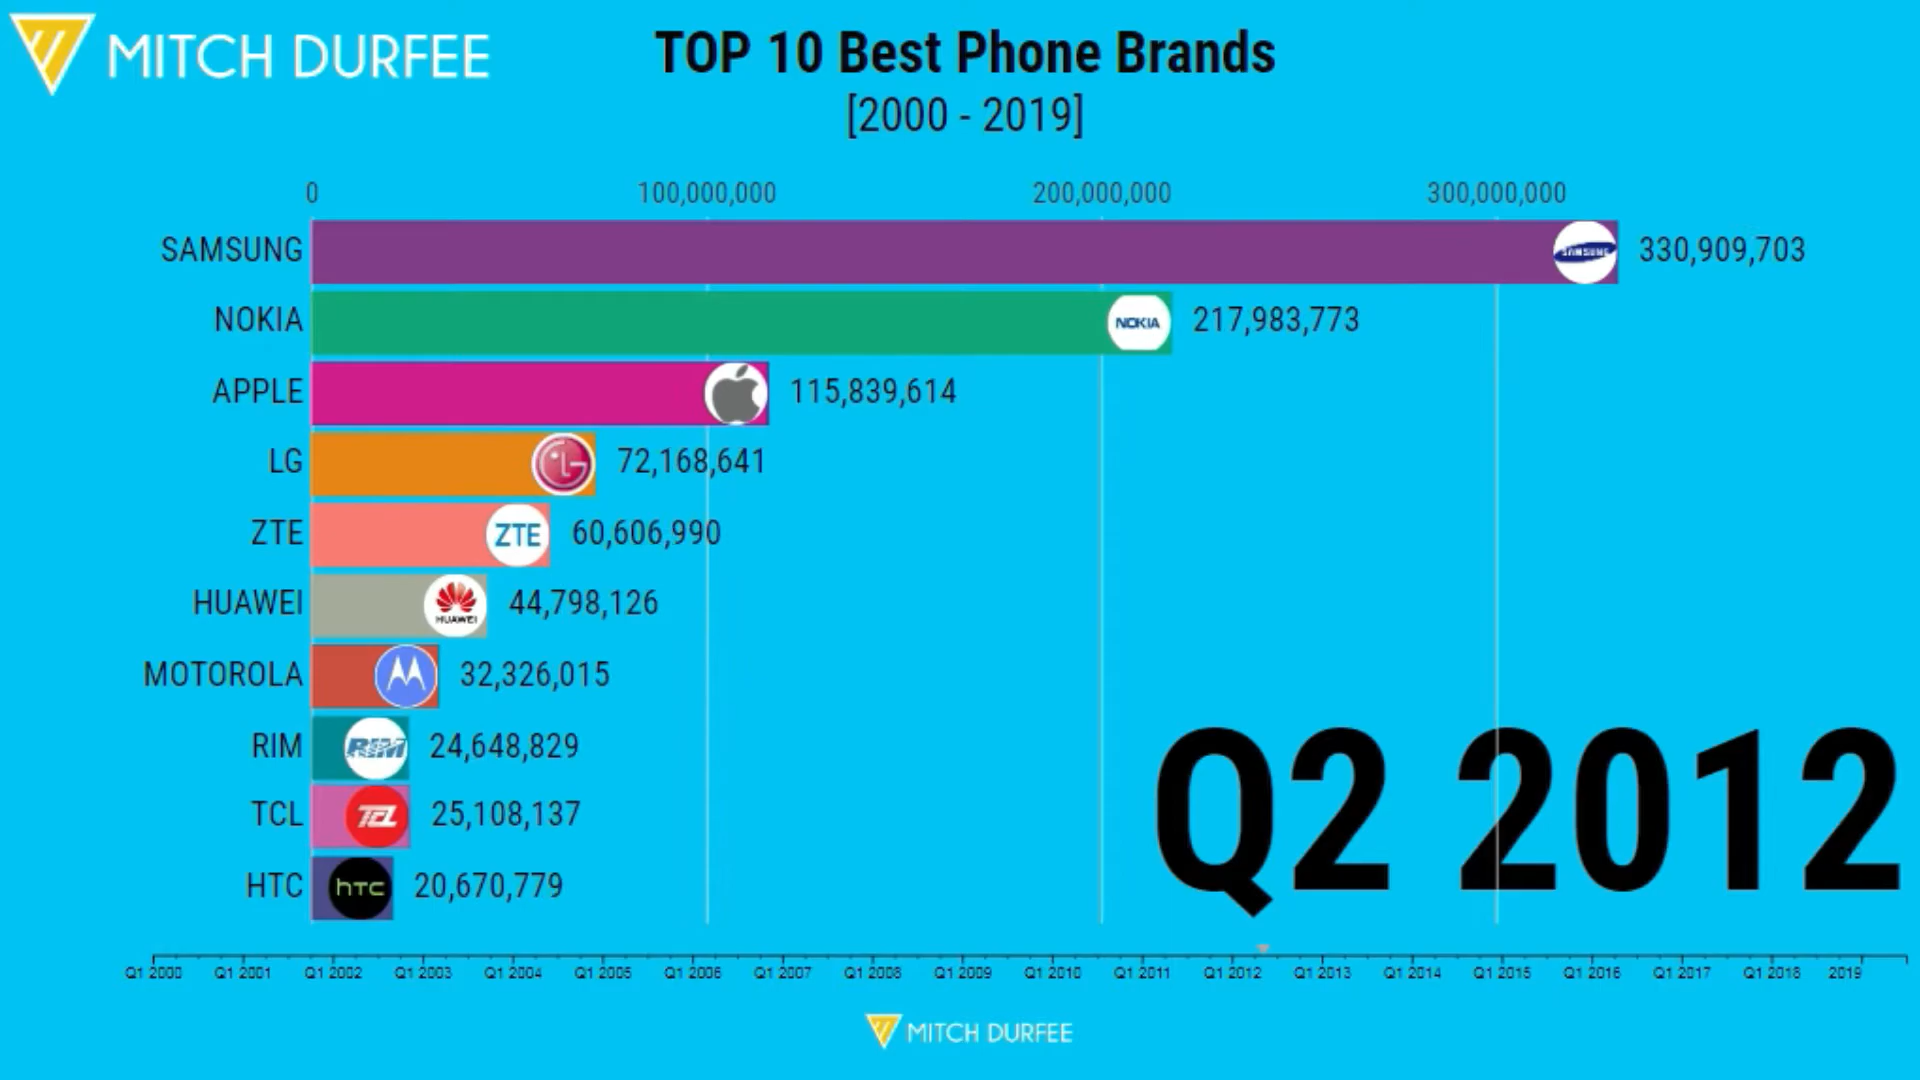 MITCH DURFEE
TOP 10 Best Phone Brands
[2000 - 2019]
0 100,000,000 200,000,000 300,000,000
SAMSUNG SAMSUNG 330,909,703
NOKIA NOKIA 217,983,773
APPLE 115,839,614
LG LG 72,168,641
ZTE ZTE 60,606,990
HUAWEI HUAWEI 44,798,126
MOTOROLA 32,326,015
RIM RIM 24,648,829
TCL TCL 25,108,137
HTC hTC 20,670,779
Q2 2012
Q1 2000 Q1 2001 Q1 2002 Q1 2003 Q1 2004 Q1 2005 Q1 2006 Q1 2007 Q1 2008 Q1 2009 Q1 2010 Q1 2011 Q1 2012 Q1 2013 Q1 2014 Q1 2015 Q1 2016 Q1 2017 Q1 2018 2019
MITCH DURFEE